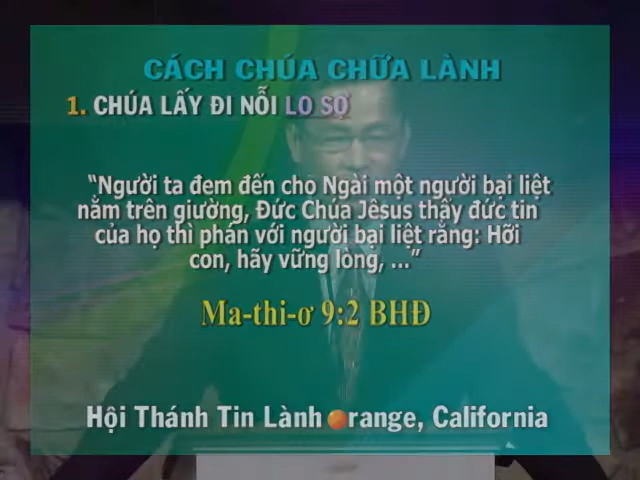 CÁCH CHÚA CHỮA LÀNH
1. CHÚA LẤY ĐI NỖI LO SỢ
“Người ta đem đến cho Ngài một người bại liệt
nằm trên giường, Đức Chúa Jêsus thấy đức tin
của họ thì phán với người bại liệt rằng: Hỡi
con, hãy vững lòng, ...”
Ma-thi-ơ 9:2 BHĐ
Hội Thánh Tin Lành Orange, California